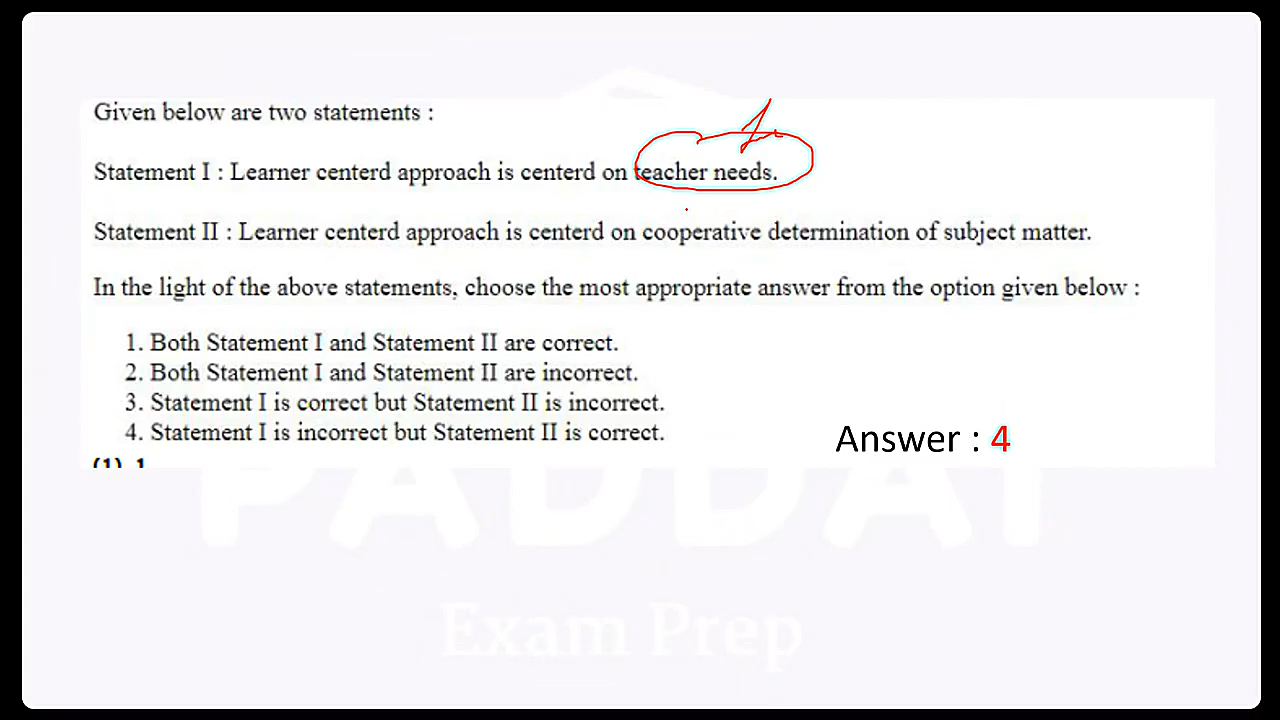 Given below are two statements :
Statement I : Learner centerd approach is centerd on teacher needs.
Statement II : Learner centerd approach is centerd on cooperative determination of subject matter.
In the light of the above statements, choose the most appropriate answer from the option given below :
1. Both Statement I and Statement II are correct.
2. Both Statement I and Statement II are incorrect.
3. Statement I is correct but Statement II is incorrect.
4. Statement I is incorrect but Statement II is correct.
Answer : 4
(1) 1
PADDAI
Exam Prep